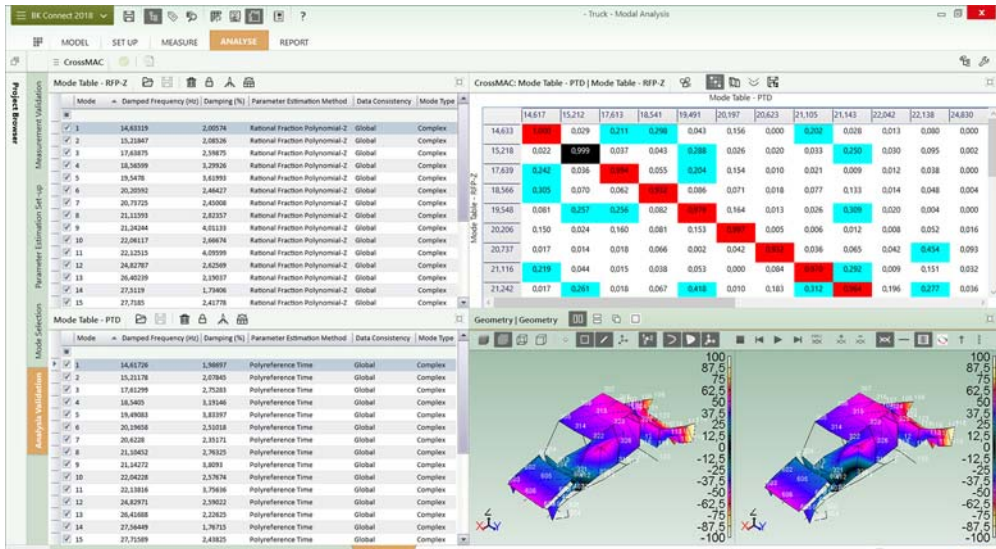 BK Connect 2018
?
- Truck - Modal Analysis
MODEL SET UP MEASURE ANALYSE REPORT
CrossMAC
Project Browser
Measurement Validation
Parameter Estimation Set-up
Mode Selection
Analysis Validation
Mode Table - RFP-Z
Mode Damped Frequency (Hz) Damping (%) Parameter Estimation Method Data Consistency Mode Type
1 14,63319 2,00574 Rational Fraction Polynomial-Z Global Complex
2 15,21847 2,08526 Rational Fraction Polynomial-Z Global Complex
3 17,63875 2,59875 Rational Fraction Polynomial-Z Global Complex
4 18,56599 3,29926 Rational Fraction Polynomial-Z Global Complex
5 19,5478 3,61993 Rational Fraction Polynomial-Z Global Complex
6 20,20592 2,46427 Rational Fraction Polynomial-Z Global Complex
7 20,73725 2,45008 Rational Fraction Polynomial-Z Global Complex
8 21,11593 2,82357 Rational Fraction Polynomial-Z Global Complex
9 21,24244 4,01133 Rational Fraction Polynomial-Z Global Complex
10 22,06117 2,66674 Rational Fraction Polynomial-Z Global Complex
11 22,12515 4,09599 Rational Fraction Polynomial-Z Global Complex
12 24,82787 2,62569 Rational Fraction Polynomial-Z Global Complex
13 26,40239 2,19037 Rational Fraction Polynomial-Z Global Complex
14 27,5119 1,73406 Rational Fraction Polynomial-Z Global Complex
15 27,7185 2,41778 Rational Fraction Polynomial-Z Global Complex
CrossMAC: Mode Table - PTD | Mode Table - RFP-Z
Mode Table - PTD
Mode Table - RFP-Z
14,617 15,212 17,613 18,541 19,491 20,197 20,623 21,105 21,143 22,042 22,138 24,830
14,633 1,000 0,029 0,211 0,298 0,043 0,156 0,000 0,202 0,028 0,013 0,080 0,000
15,218 0,022 0,999 0,037 0,043 0,288 0,026 0,020 0,033 0,250 0,030 0,095 0,002
17,639 0,242 0,036 0,994 0,055 0,204 0,154 0,010 0,021 0,009 0,012 0,038 0,000
18,566 0,305 0,070 0,062 0,086 0,071 0,018 0,077 0,133 0,014 0,048 0,004
19,548 0,081 0,257 0,256 0,082 0,164 0,013 0,026 0,309 0,020 0,004 0,000
20,206 0,150 0,024 0,160 0,081 0,153 0,005 0,006 0,012 0,008 0,052 0,016
20,737 0,017 0,014 0,018 0,066 0,002 0,042 0,036 0,065 0,042 0,454 0,093
21,116 0,219 0,044 0,015 0,038 0,053 0,000 0,084 0,292 0,009 0,151 0,032
21,242 0,017 0,261 0,018 0,067 0,418 0,010 0,183 0,312 0,196 0,277 0,036
Mode Table - PTD
Mode Damped Frequency (Hz) Damping (%) Parameter Estimation Method Data Consistency Mode Type
1 14,61726 1,98697 Polyreference Time Global Complex
2 15,21178 2,07845 Polyreference Time Global Complex
3 17,61299 2,75283 Polyreference Time Global Complex
4 18,5405 3,19146 Polyreference Time Global Complex
5 19,49083 3,83397 Polyreference Time Global Complex
6 20,19658 2,51018 Polyreference Time Global Complex
7 20,6228 2,35171 Polyreference Time Global Complex
8 21,10452 2,76325 Polyreference Time Global Complex
9 21,14272 3,8093 Polyreference Time Global Complex
10 22,04228 2,57674 Polyreference Time Global Complex
11 22,13816 3,75636 Polyreference Time Global Complex
12 24,82971 2,59022 Polyreference Time Global Complex
13 26,41688 2,22625 Polyreference Time Global Complex
14 27,56449 1,76715 Polyreference Time Global Complex
15 27,71589 2,43825 Polyreference Time Global Complex
Geometry | Geometry
100
87,5
75
62,5
50
37,5
25
12,5
0
-12,5
-25
-37,5
-50
-62,5
-75
-87,5
-100
Z
X Y
100
87,5
75
62,5
50
37,5
25
12,5
0
-12,5
-25
-37,5
-50
-62,5
-75
-87,5
-100
Z
X Y